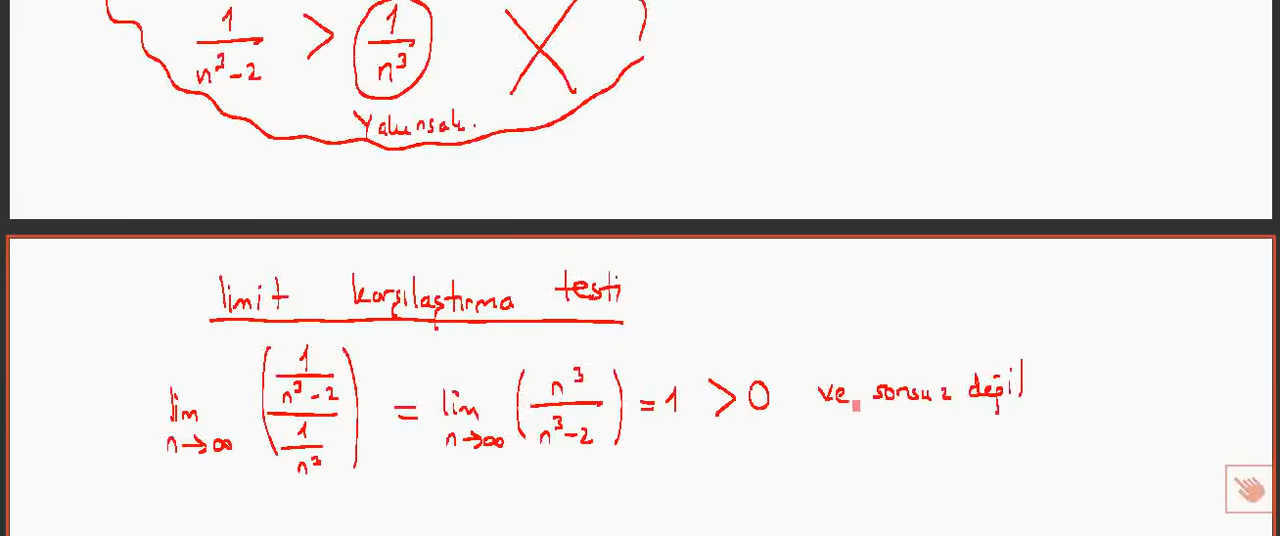 1/(n³-2) > 1/n³ X
Yakınsak.
limit karşılaştırma testi
lim n→∞ ((1/(n³-2))/(1/n³)) = lim n→∞ (n³/(n³-2)) = 1 > 0 ve sonsuz değil